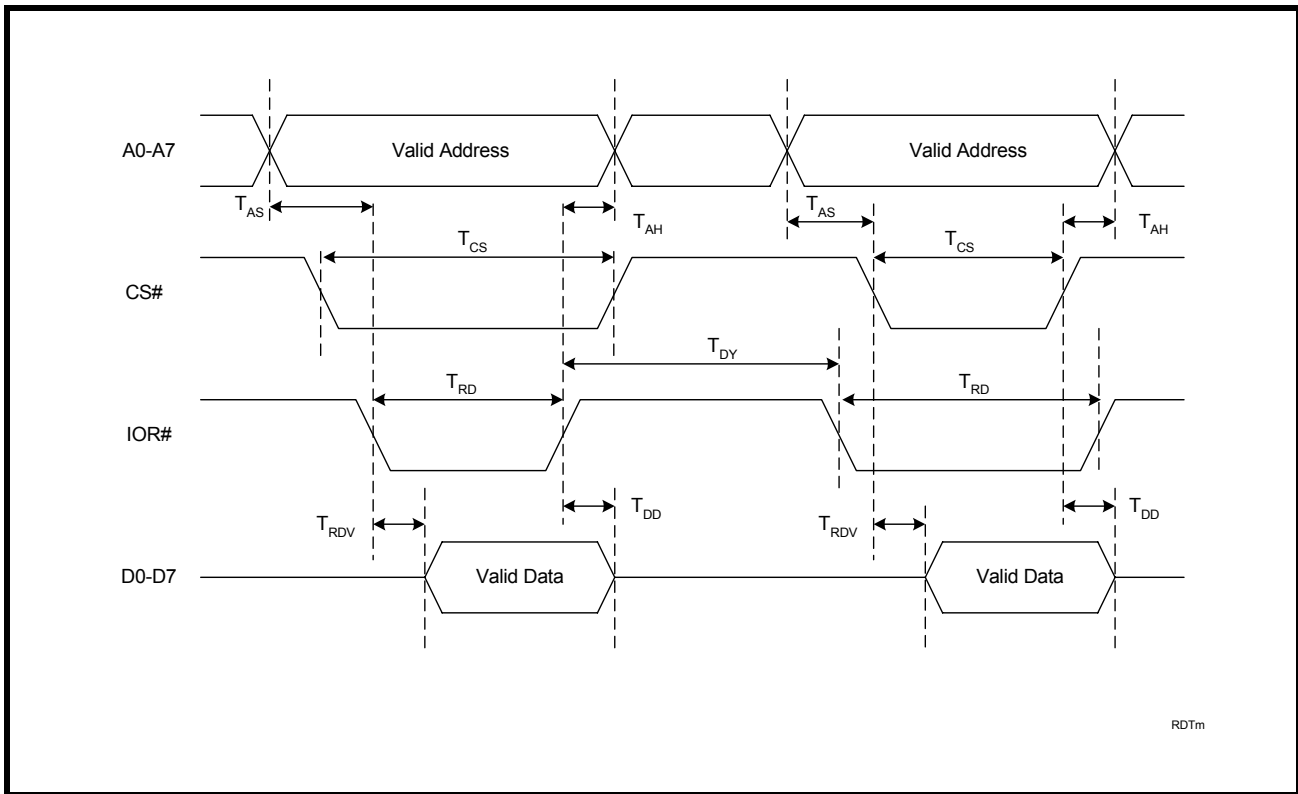 A0-A7
Valid Address
Valid Address
TAS
TAH
TAS
TAH
TCS
TCS
CS#
TDY
TRD
TRD
IOR#
TRDV
TDD
TRDV
TDD
D0-D7
Valid Data
Valid Data
RDTm